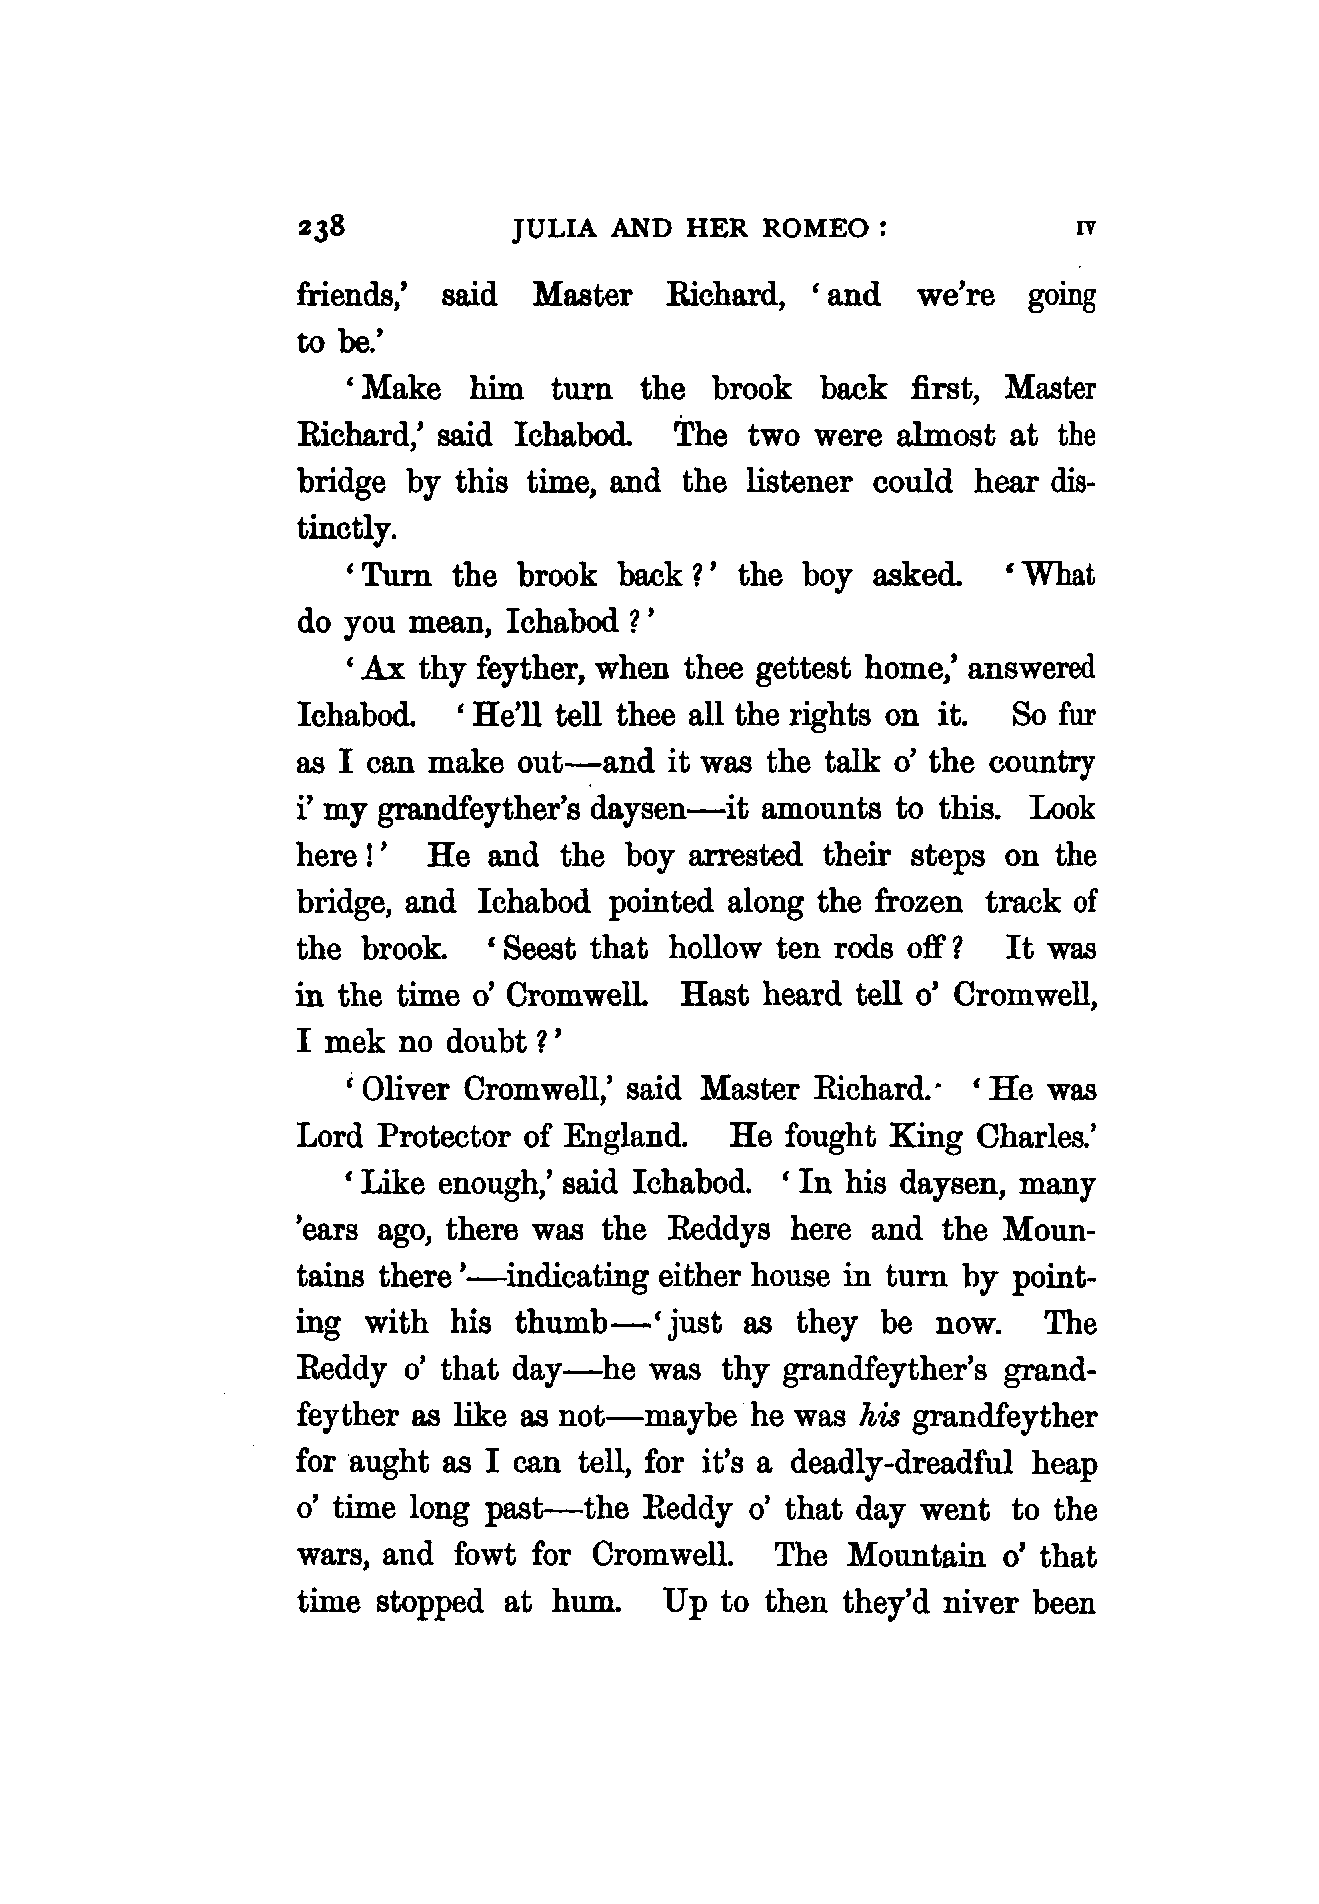 238 JULIA AND HER ROMEO: IV
friends,' said Master Richard, 'and we're going
to be.'
'Make him turn the brook back first, Master
Richard,' said Ichabod. The two were almost at the
bridge by this time, and the listener could hear dis-
tinctly.
'Turn the brook back?' the boy asked. 'What
do you mean, Ichabod?'
'Ax thy feyther, when thee gettest home,' answered
Ichabod. 'He'll tell thee all the rights on it. So fur
as I can make out—and it was the talk o' the country
i' my grandfeyther's daysen—it amounts to this. Look
here!' He and the boy arrested their steps on the
bridge, and Ichabod pointed along the frozen track of
the brook. 'Seest that hollow ten rods off? It was
in the time o' Cromwell. Hast heard tell o' Cromwell,
I mek no doubt?'
'Oliver Cromwell,' said Master Richard. 'He was
Lord Protector of England. He fought King Charles.'
'Like enough,' said Ichabod. 'In his daysen, many
'ears ago, there was the Reddys here and the Moun-
tains there'—indicating either house in turn by point-
ing with his thumb—'just as they be now. The
Reddy o' that day—he was thy grandfeyther's grand-
feyther as like as not—maybe he was his grandfeyther
for aught as I can tell, for it's a deadly-dreadful heap
o' time long past—the Reddy o' that day went to the
wars, and fowt for Cromwell. The Mountain o' that
time stopped at hum. Up to then they'd niver been